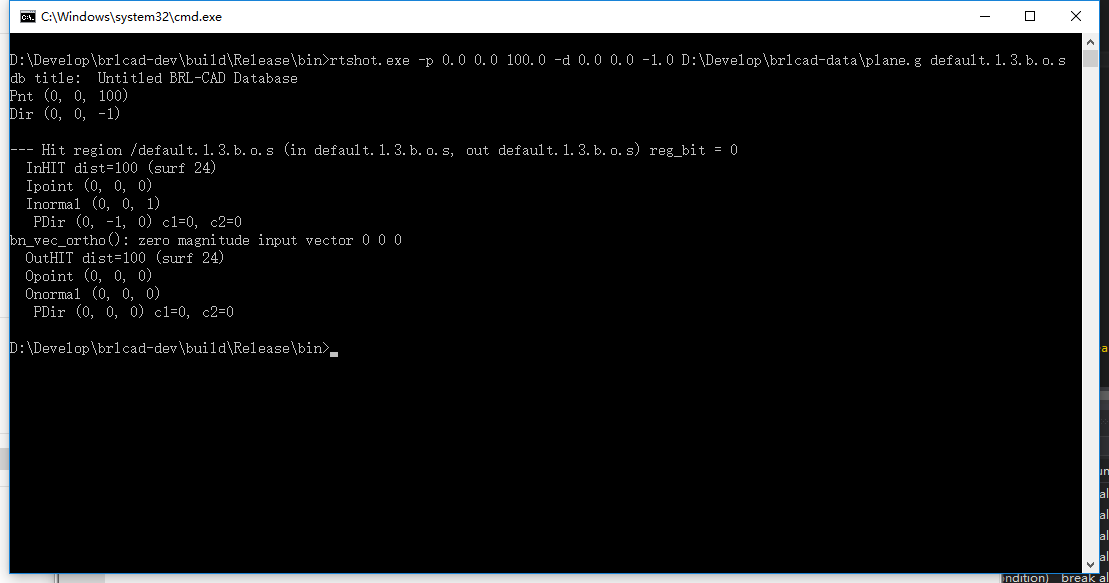 C:\Windows\system32\cmd.exe
D:\Develop\brlcad-dev\build\Release\bin>rtshot.exe -p 0.0 0.0 100.0 -d 0.0 0.0 -1.0 D:\Develop\brlcad-data\plane.g default.1.3.b.o.s
db title:  Untitled BRL-CAD Database
Pnt (0, 0, 100)
Dir (0, 0, -1)
--- Hit region /default.1.3.b.o.s (in default.1.3.b.o.s, out default.1.3.b.o.s) reg_bit = 0
  InHIT dist=100 (surf 24)
  Ipoint (0, 0, 0)
  Inormal (0, 0, 1)
   PDir (0, -1, 0) c1=0, c2=0
bn_vec_ortho(): zero magnitude input vector 0 0 0
  OutHIT dist=100 (surf 24)
  Opoint (0, 0, 0)
  Onormal (0, 0, 0)
   PDir (0, 0, 0) c1=0, c2=0
D:\Develop\brlcad-dev\build\Release\bin>
al
al
al
al
ndition)  break al